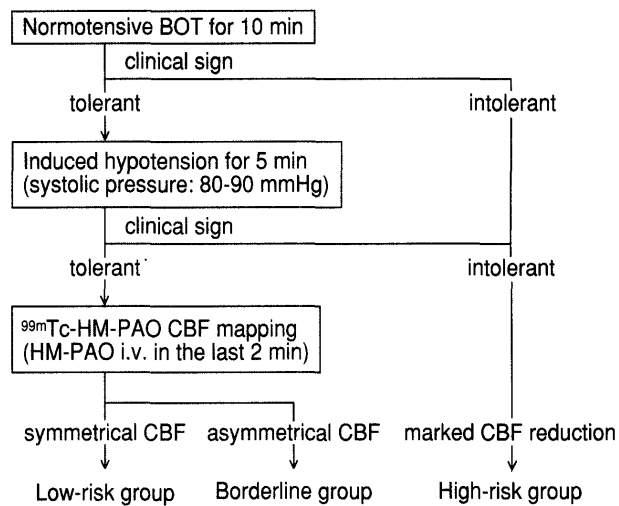 Normotensive BOT for 10 min
clinical sign
tolerant
intolerant
Induced hypotension for 5 min
(systolic pressure: 80-90 mmHg)
clinical sign
tolerant
intolerant
99mTc-HM-PAO CBF mapping
(HM-PAO i.v. in the last 2 min)
symmetrical CBF
asymmetrical CBF
marked CBF reduction
Low-risk group
Borderline group
High-risk group